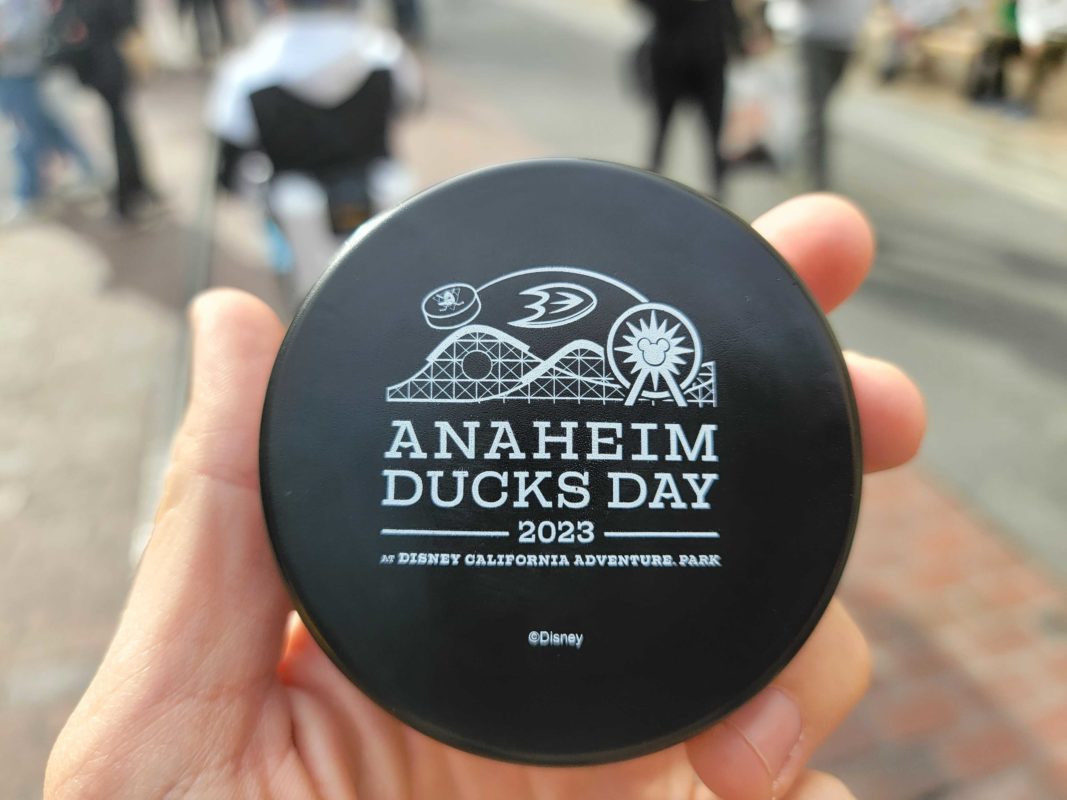 ANAHEIM
DUCKS DAY
2023
AT DISNEY CALIFORNIA ADVENTURE PARK
©Disney